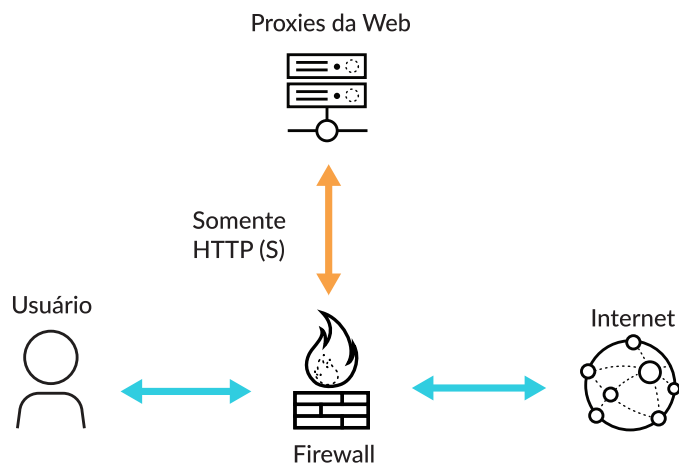 Proxies da Web
Somente
HTTP (S)
Usuário
Internet
Firewall